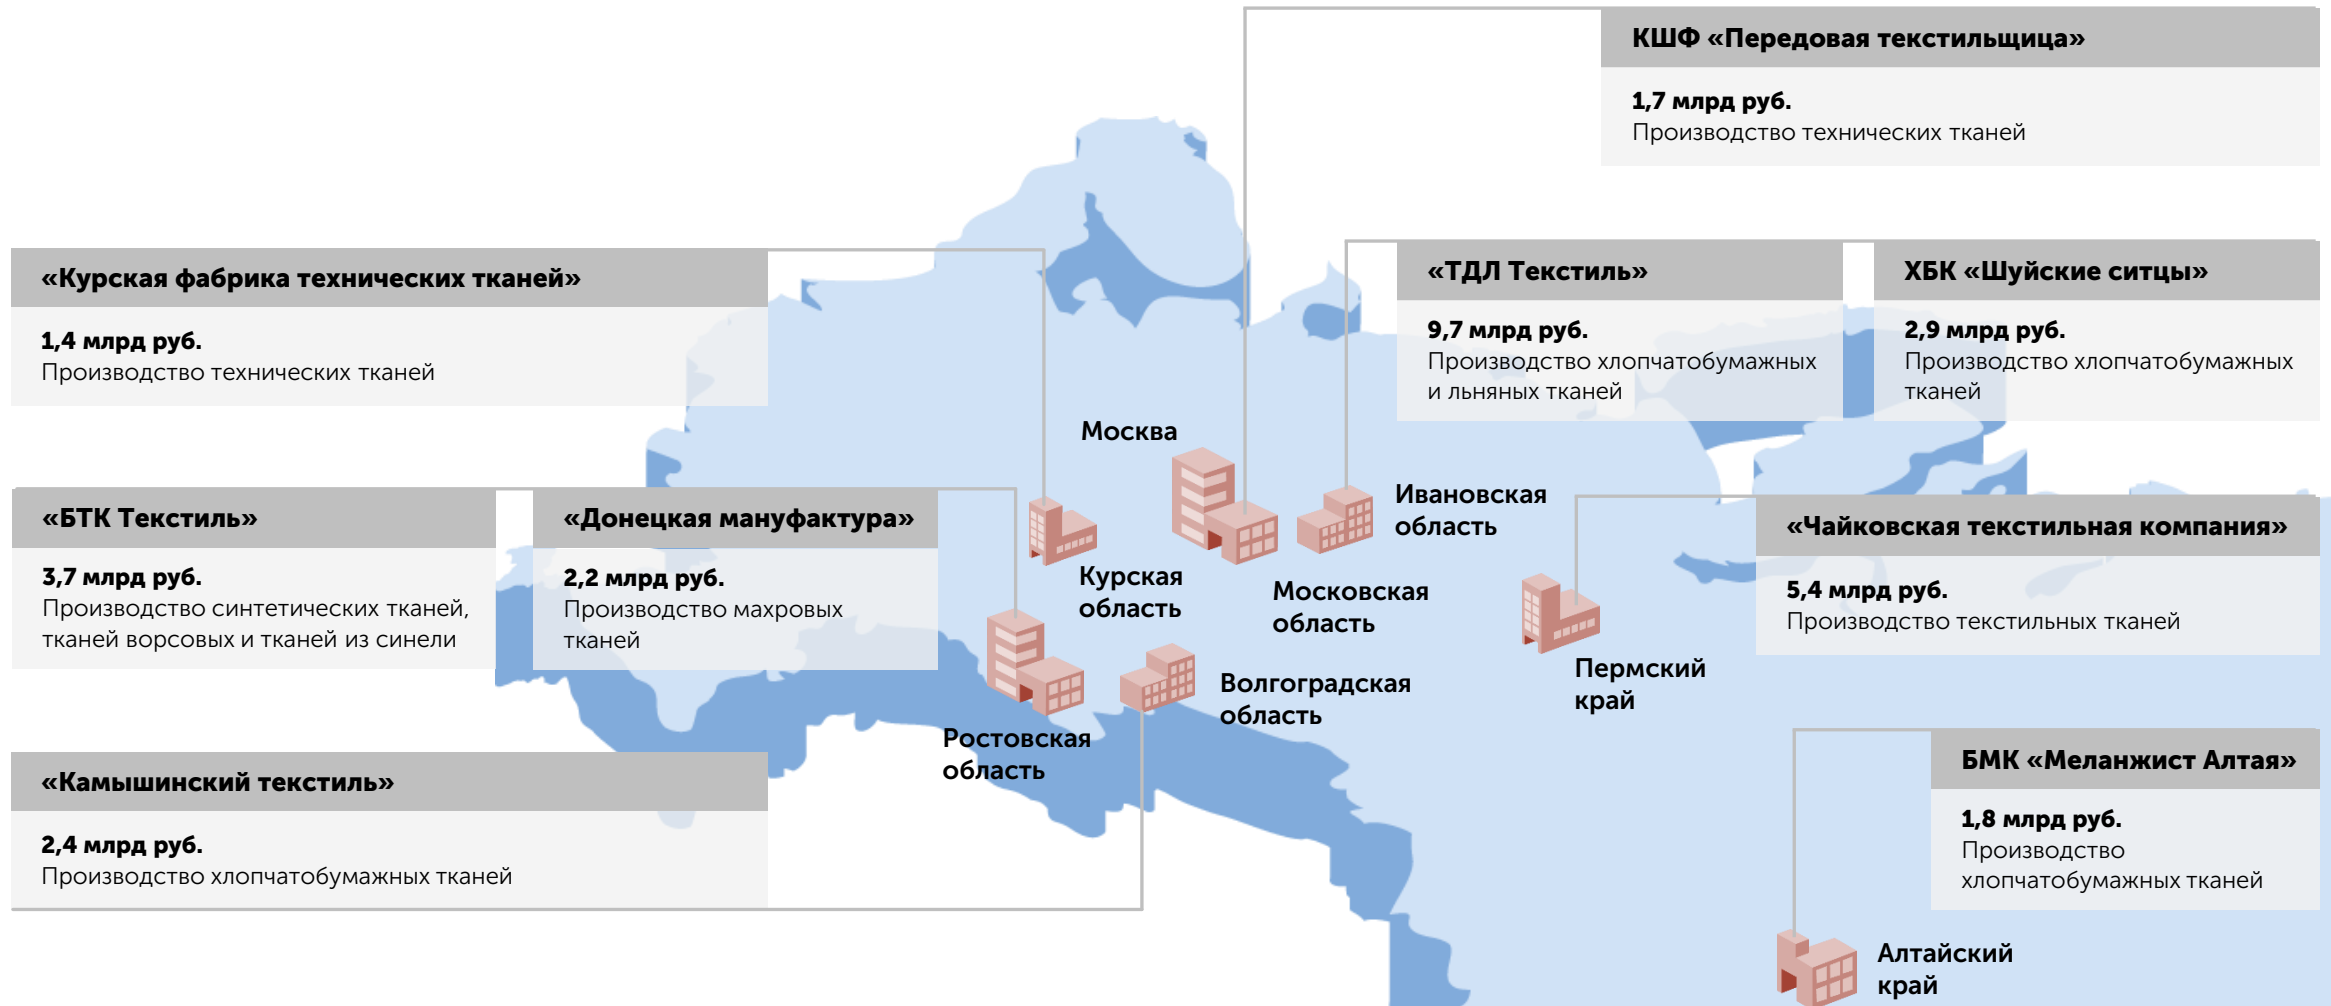 КШФ «Передовая текстильщица»
1,7 млрд руб.
Производство технических тканей
«Курская фабрика технических тканей»
1,4 млрд руб.
Производство технических тканей
«ТДЛ Текстиль»
9,7 млрд руб.
Производство хлопчатобумажных
и льняных тканей
ХБК «Шуйские ситцы»
2,9 млрд руб.
Производство хлопчатобумажных
тканей
Москва
Ивановская
область
«БТК Текстиль»
3,7 млрд руб.
Производство синтетических тканей,
тканей ворсовых и тканей из синели
«Донецкая мануфактура»
2,2 млрд руб.
Производство махровых
тканей
Курская
область
Московская
область
«Чайковская текстильная компания»
5,4 млрд руб.
Производство текстильных тканей
Пермский
край
Волгоградская
область
Ростовская
область
«Камышинский текстиль»
2,4 млрд руб.
Производство хлопчатобумажных тканей
БМК «Меланжист Алтая»
1,8 млрд руб.
Производство
хлопчатобумажных тканей
Алтайский
край